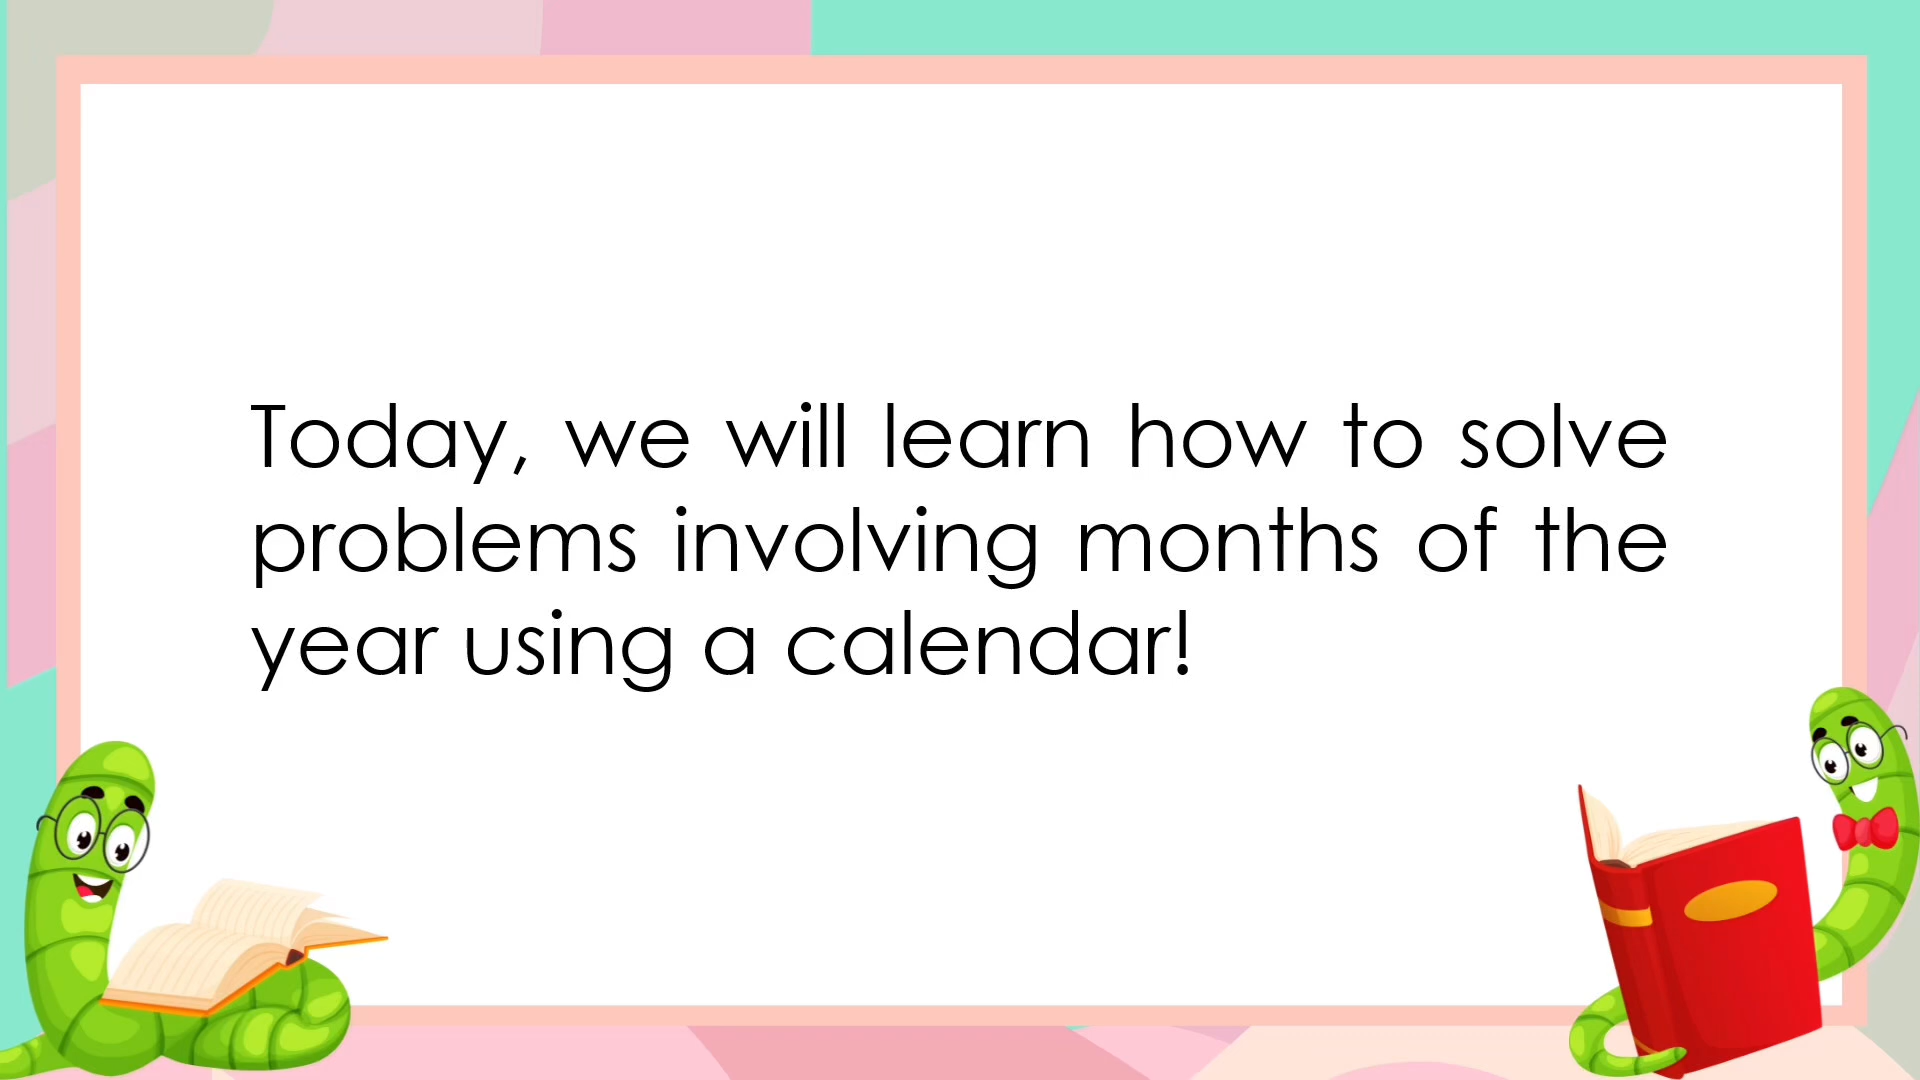 Today, we will learn how to solve
problems involving months of the
year using a calendar!